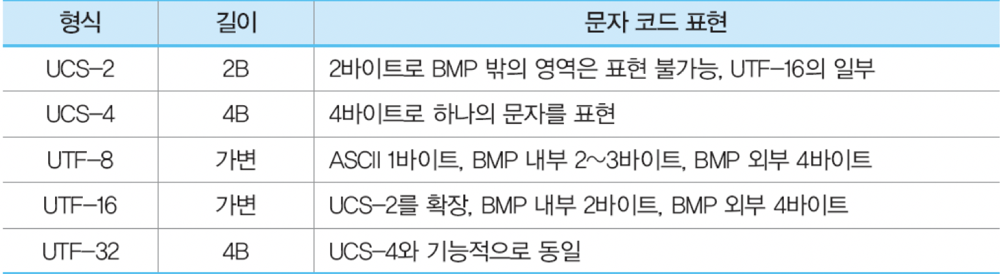 형식 길이 문자 코드 표현
UCS-2 2B 2바이트로 BMP 밖의 영역은 표현 불가능, UTF-16의 일부
UCS-4 4B 4바이트로 하나의 문자를 표현
UTF-8 가변 ASCII 1바이트, BMP 내부 2~3바이트, BMP 외부 4바이트
UTF-16 가변 UCS-2를 확장, BMP 내부 2바이트, BMP 외부 4바이트
UTF-32 4B UCS-4와 기능적으로 동일